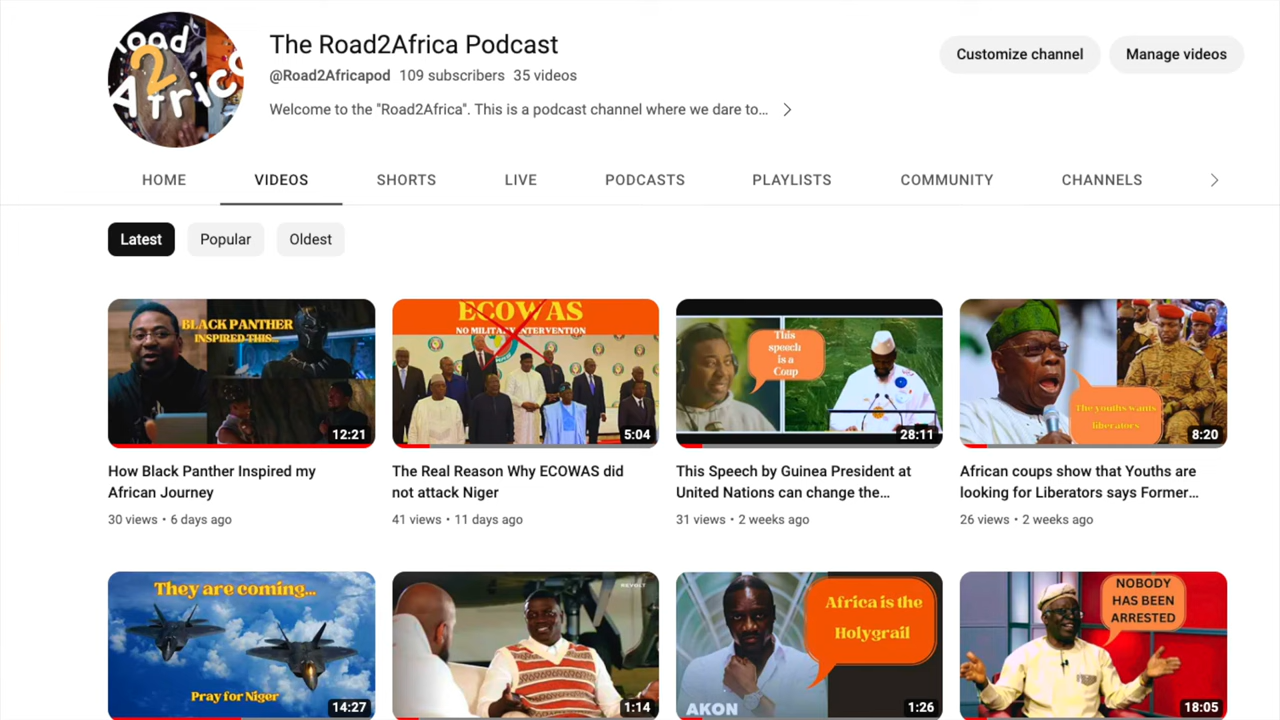 Road
2
Africa
The Road2Africa Podcast
@Road2Africapod 109 subscribers 35 videos
Welcome to the "Road2Africa". This is a podcast channel where we dare to...
Customize channel
Manage videos
HOME
VIDEOS
SHORTS
LIVE
PODCASTS
PLAYLISTS
COMMUNITY
CHANNELS
Latest
Popular
Oldest
BLACK PANTHER
INSPIRED THIS...
12:21
ECOWAS
NO MILITARY INTERVENTION
5:04
This
speech
is a
Coup
28:11
The youths wants
liberators
8:20
How Black Panther Inspired my
African Journey
30 views • 6 days ago
The Real Reason Why ECOWAS did
not attack Niger
41 views • 11 days ago
This Speech by Guinea President at
United Nations can change the...
31 views • 2 weeks ago
African coups show that Youths are
looking for Liberators says Former...
26 views • 2 weeks ago
They are coming...
Pray for Niger
14:27
REVOLT
1:14
Africa is the
Holygrail
AKON
1:26
NOBODY
HAS BEEN
ARRESTED
18:05